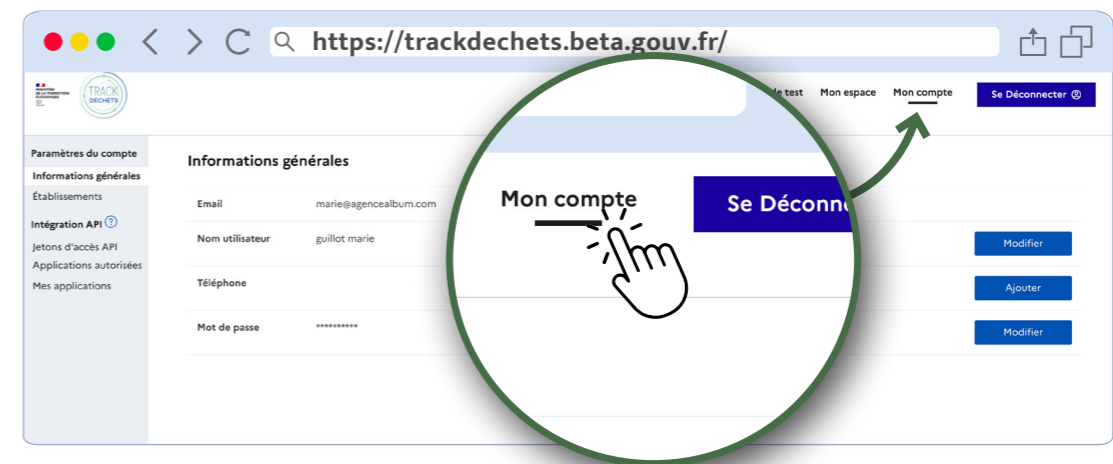 https://trackdechets.beta.gouv.fr/
TRACK
DÉCHETS
de test Mon espace Mon compte Se Déconnecter
Paramètres du compte
Informations générales
Établissements
Intégration API ?
Jetons d'accès API
Applications autorisées
Mes applications
Informations générales
Email marie@agencealbum.com
Nom utilisateur guillot marie Modifier
Téléphone Ajouter
Mot de passe ********** Modifier
Mon compte Se Déconne